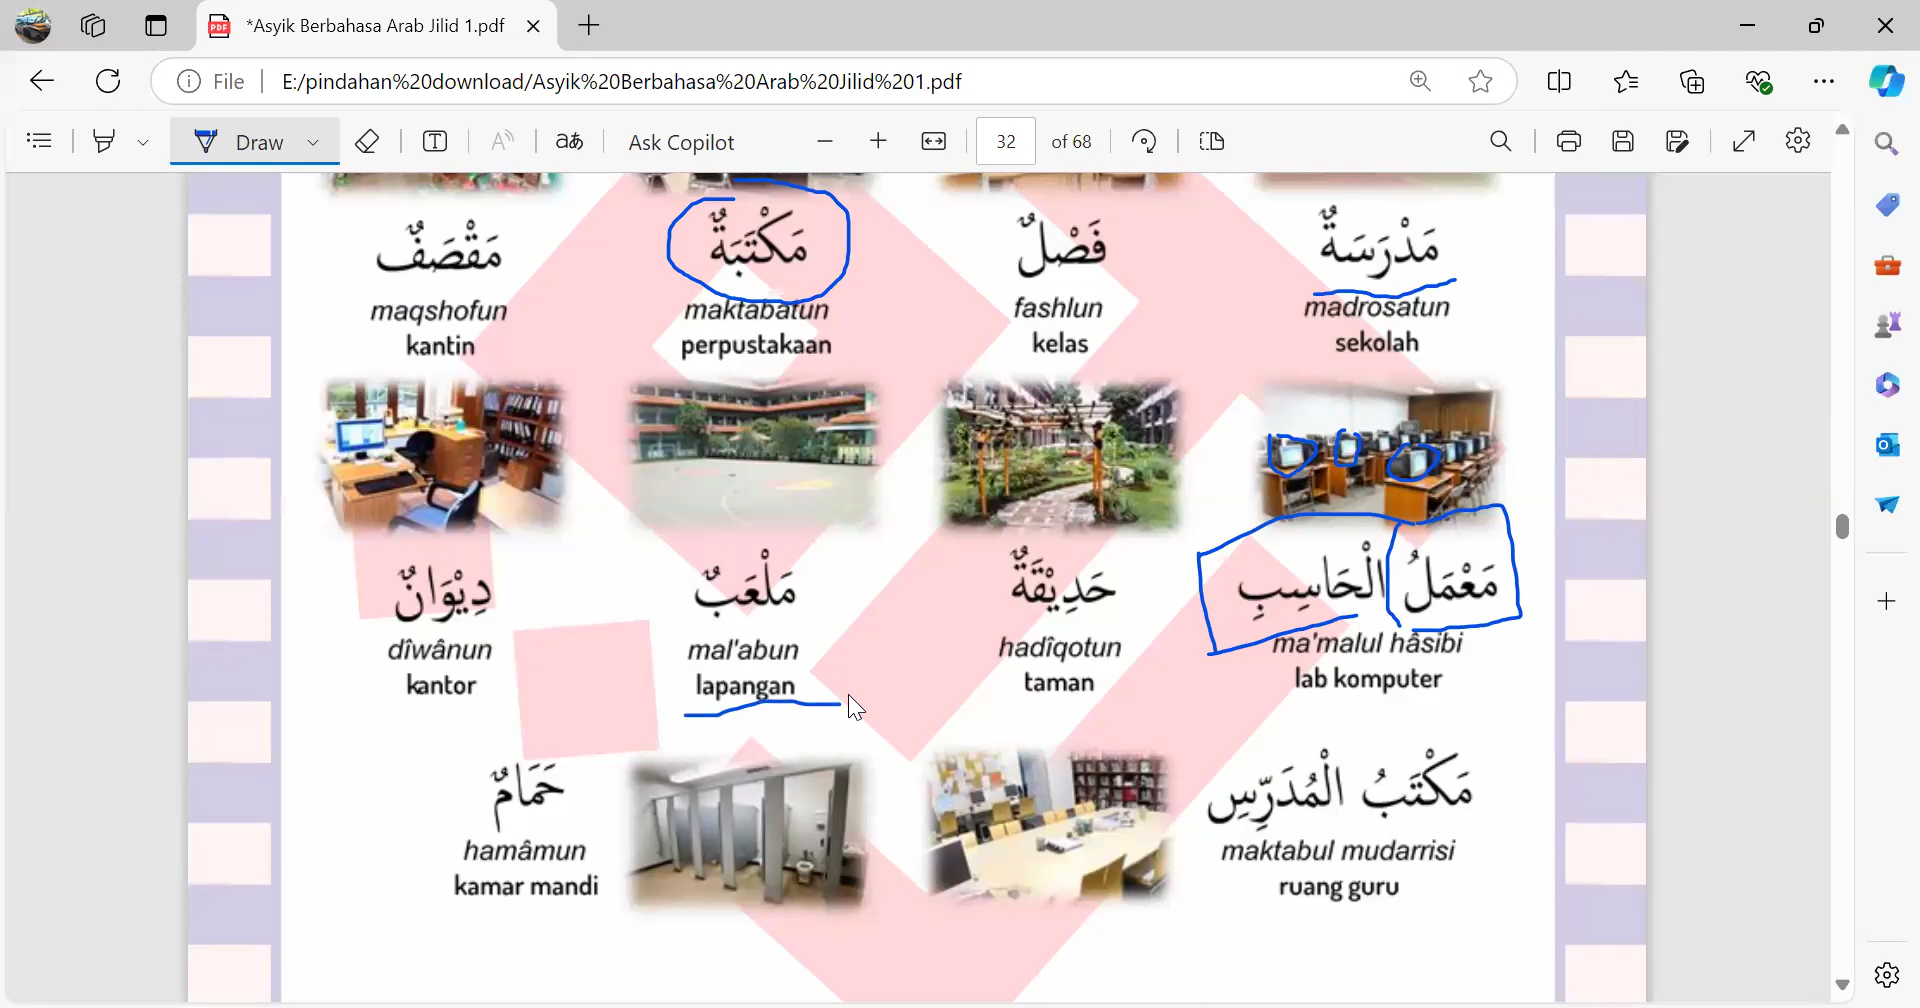 *Asyik Berbahasa Arab Jilid 1.pdf
File
E:/pindahan%20download/Asyik%20Berbahasa%20Arab%20Jilid%201.pdf
Draw
Ask Copilot
32
of 68
مَدْرَسَةٌ
madrosatun
sekolah
فَصْلٌ
fashlun
kelas
مَكْتَبَةٌ
maktabatun
perpustakaan
مَقْصَفٌ
maqshofun
kantin
مَعْمَلُ الْحَاسِبِ
ma'malul hâsibi
lab komputer
حَدِيْقَةٌ
hadîqotun
taman
مَلْعَبٌ
mal'abun
lapangan
دِيْوَانٌ
dîwânun
kantor
مَكْتَبُ الْمُدَرِّسِ
maktabul mudarrisi
ruang guru
حَمَامٌ
hamâmun
kamar mandi